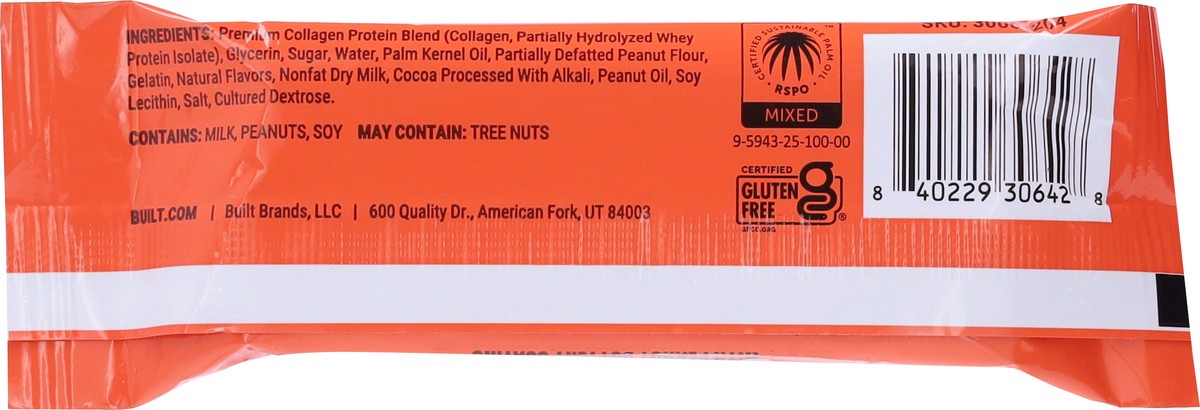 INGREDIENTS: Premium Collagen Protein Blend (Collagen, Partially Hydrolyzed Whey
Protein Isolate), Glycerin, Sugar, Water, Palm Kernel Oil, Partially Defatted Peanut Flour,
Gelatin, Natural Flavors, Nonfat Dry Milk, Cocoa Processed With Alkali, Peanut Oil, Soy
Lecithin, Salt, Cultured Dextrose.
CONTAINS: MILK, PEANUTS, SOY MAY CONTAIN: TREE NUTS
BUILT.COM | Built Brands, LLC | 600 Quality Dr., American Fork, UT 84003
CERTIFIED SUSTAINABLE PALM OIL ™
RSPO
MIXED
9-5943-25-100-00
CERTIFIED
GLUTEN
FREE ®
GFCO.ORG
SKU:
8 40229 30642 8